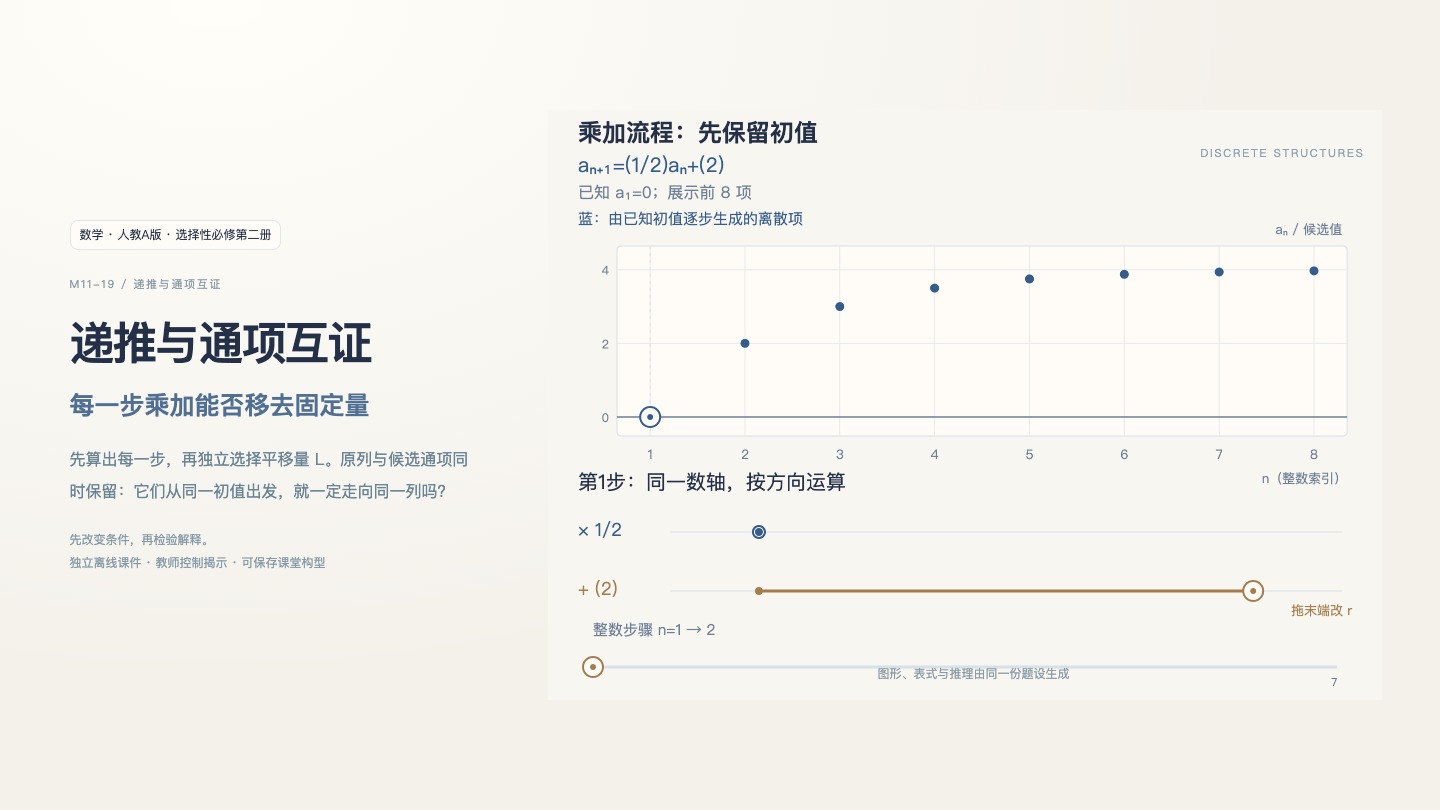 数学 · 人教A版 · 选择性必修第二册
M11–19 / 递推与通项互证
递推与通项互证
每一步乘加能否移去固定量
先算出每一步，再独立选择平移量 L。原列与候选通项同
时保留：它们从同一初值出发，就一定走向同一列吗？
先改变条件，再检验解释。
独立离线课件 · 教师控制揭示 · 可保存课堂构型
乘加流程：先保留初值
DISCRETE STRUCTURES
aₙ₊₁=(1/2)aₙ+(2)
已知 a₁=0；展示前 8 项
蓝：由已知初值逐步生成的离散项
aₙ / 候选值
4
2
0
1 2 3 4 5 6 7 8
n（整数索引）
第1步：同一数轴，按方向运算
× 1/2
+ (2)
拖末端改 r
整数步骤 n=1 → 2
图形、表式与推理由同一份题设生成
7